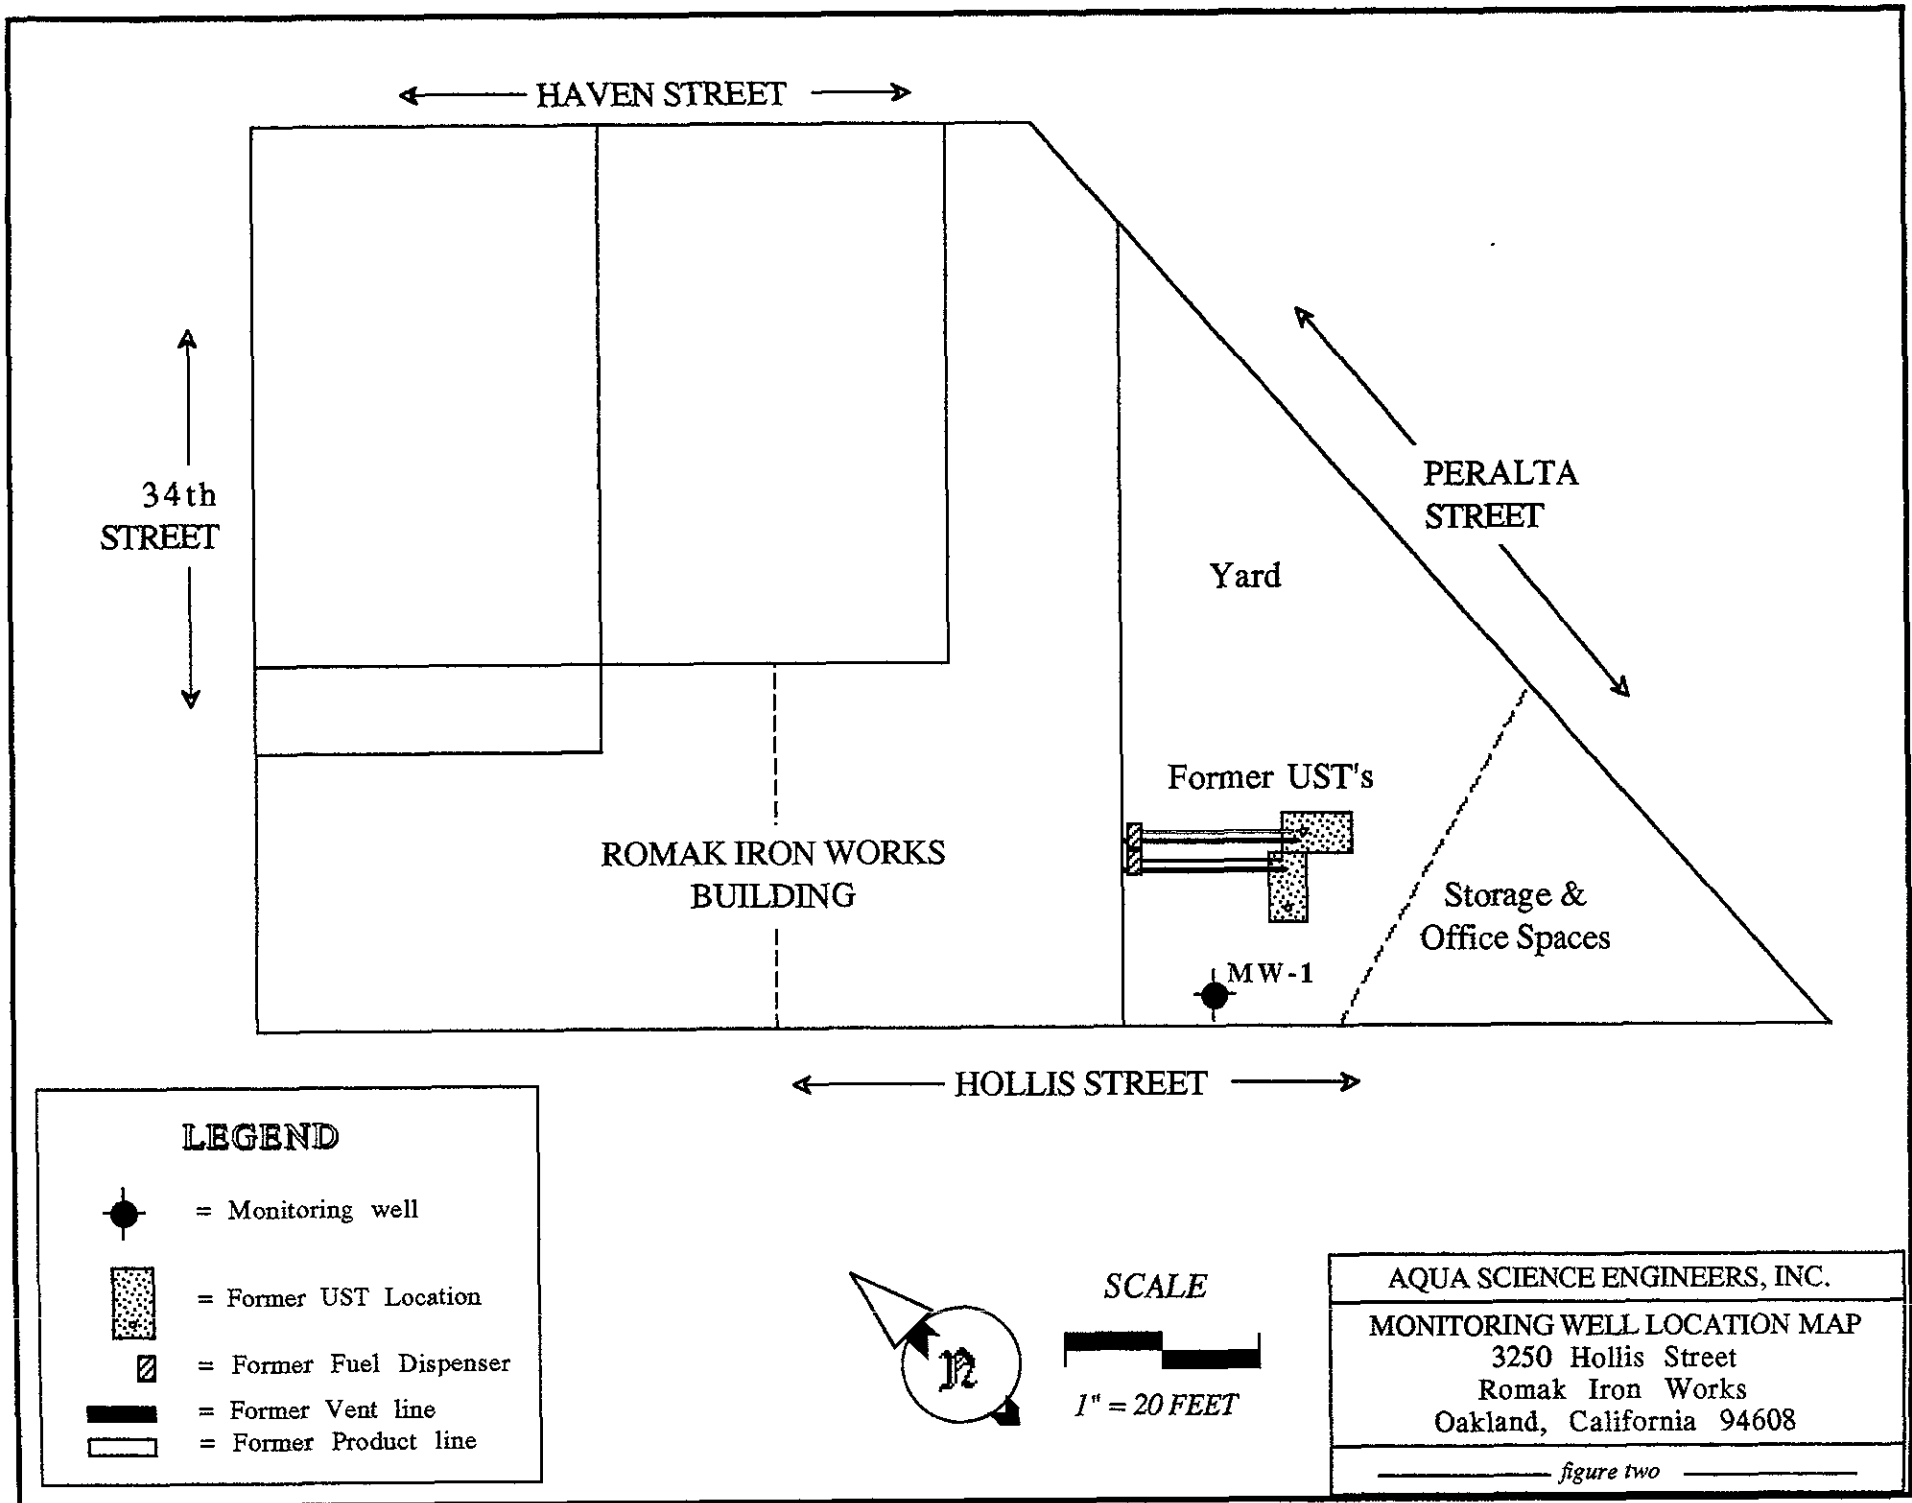 HAVEN STREET
34th
STREET
PERALTA
STREET
Yard
Former UST's
ROMAK IRON WORKS
BUILDING
Storage &
Office Spaces
MW-1
HOLLIS STREET
LEGEND
= Monitoring well
= Former UST Location
= Former Fuel Dispenser
= Former Vent line
= Former Product line
n
SCALE
1" = 20 FEET
AQUA SCIENCE ENGINEERS, INC.
MONITORING WELL LOCATION MAP
3250 Hollis Street
Romak Iron Works
Oakland, California 94608
figure two